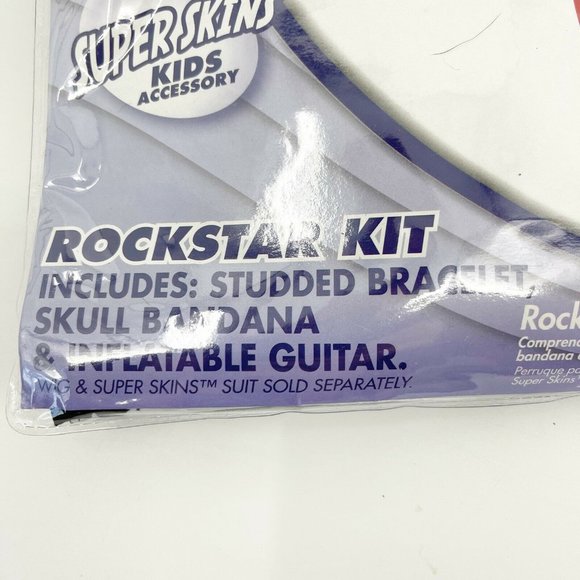 SUPER SKINS
KIDS
ACCESSORY
ROCKSTAR KIT
INCLUDES: STUDDED BRACELET,
SKULL BANDANA
& INFLATABLE GUITAR.
WIG & SUPER SKINS™ SUIT SOLD SEPARATELY.
Rock
Comprend
bandana
Perruque
Super Skins